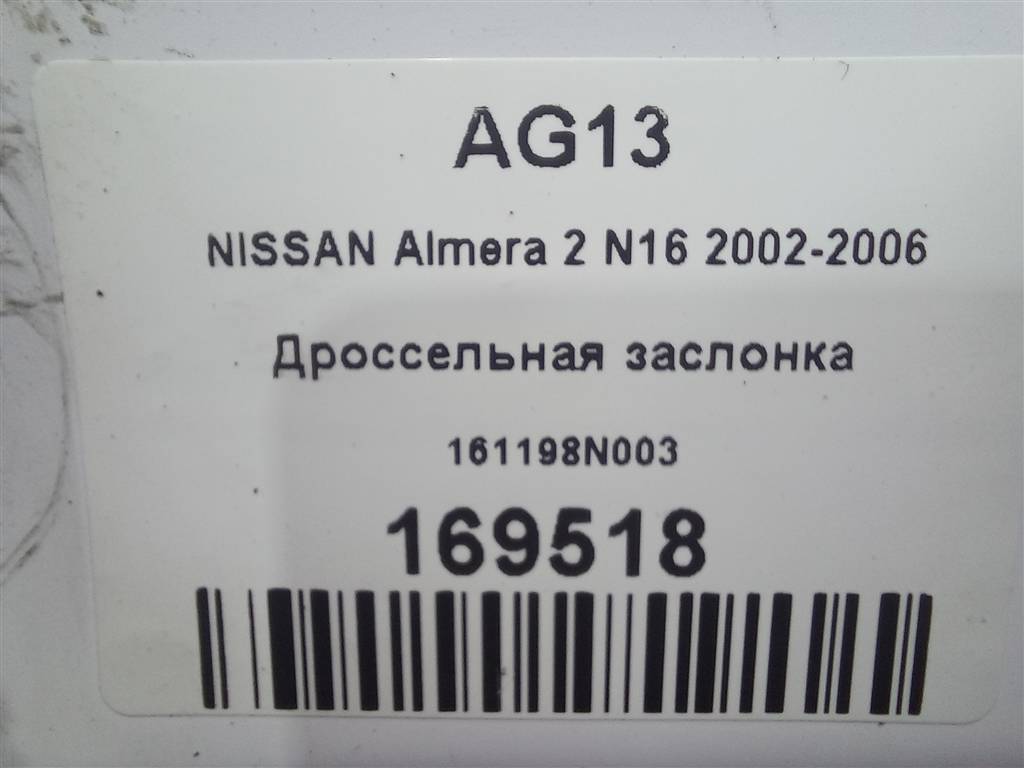 AG13
NISSAN Almera 2 N16 2002-2006
Дроссельная заслонка
161198N003
169518